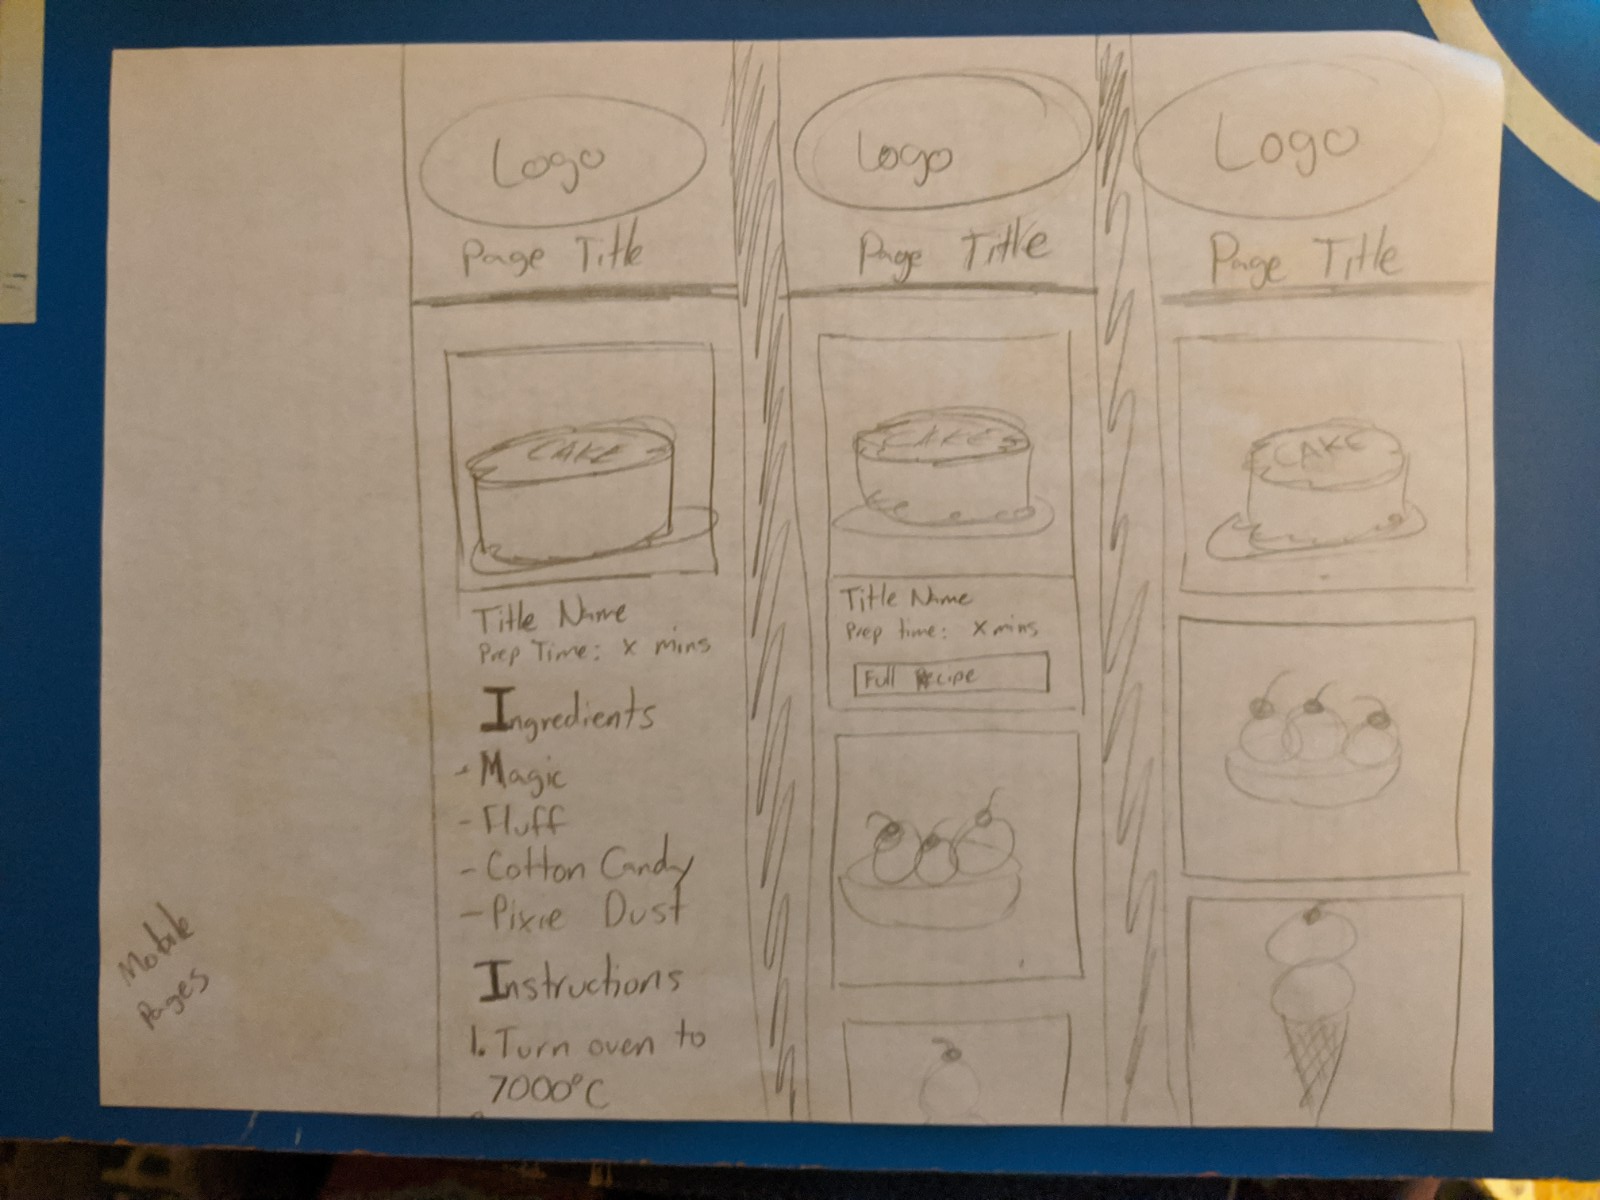 Logo
Page Title
CAKE
Title Name
Prep Time: x mins
Ingredients
- Magic
- Fluff
- Cotton Candy
- Pixie Dust
Instructions
1. Turn oven to
7000°C
Logo
Page Title
CAKE
Title Name
Prep time: x mins
Full Recipe
Logo
Page Title
CAKE
Mobile
Pages